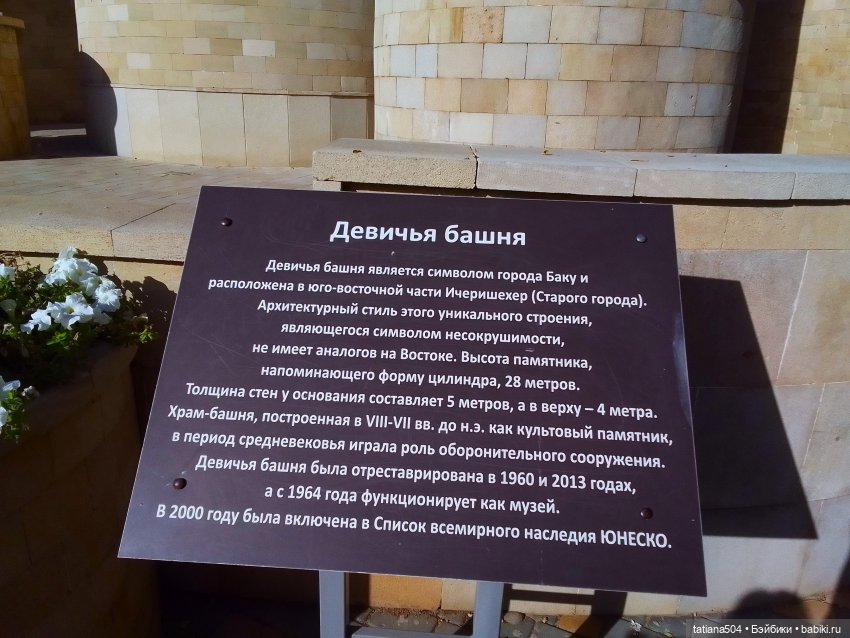 Девичья башня
Девичья башня является символом города Баку и
расположена в юго-восточной части Ичеришехер (Старого города).
Архитектурный стиль этого уникального строения,
являющегося символом несокрушимости,
не имеет аналогов на Востоке. Высота памятника,
напоминающего форму цилиндра, 28 метров.
Толщина стен у основания составляет 5 метров, а в верху – 4 метра.
Храм-башня, построенная в VIII-VII вв. до н.э. как культовый памятник,
в период средневековья играла роль оборонительного сооружения.
Девичья башня была отреставрирована в 1960 и 2013 годах,
а с 1964 года функционирует как музей.
В 2000 году была включена в Список всемирного наследия ЮНЕСКО.
tatiana504 • Бэйбики • babiki.ru